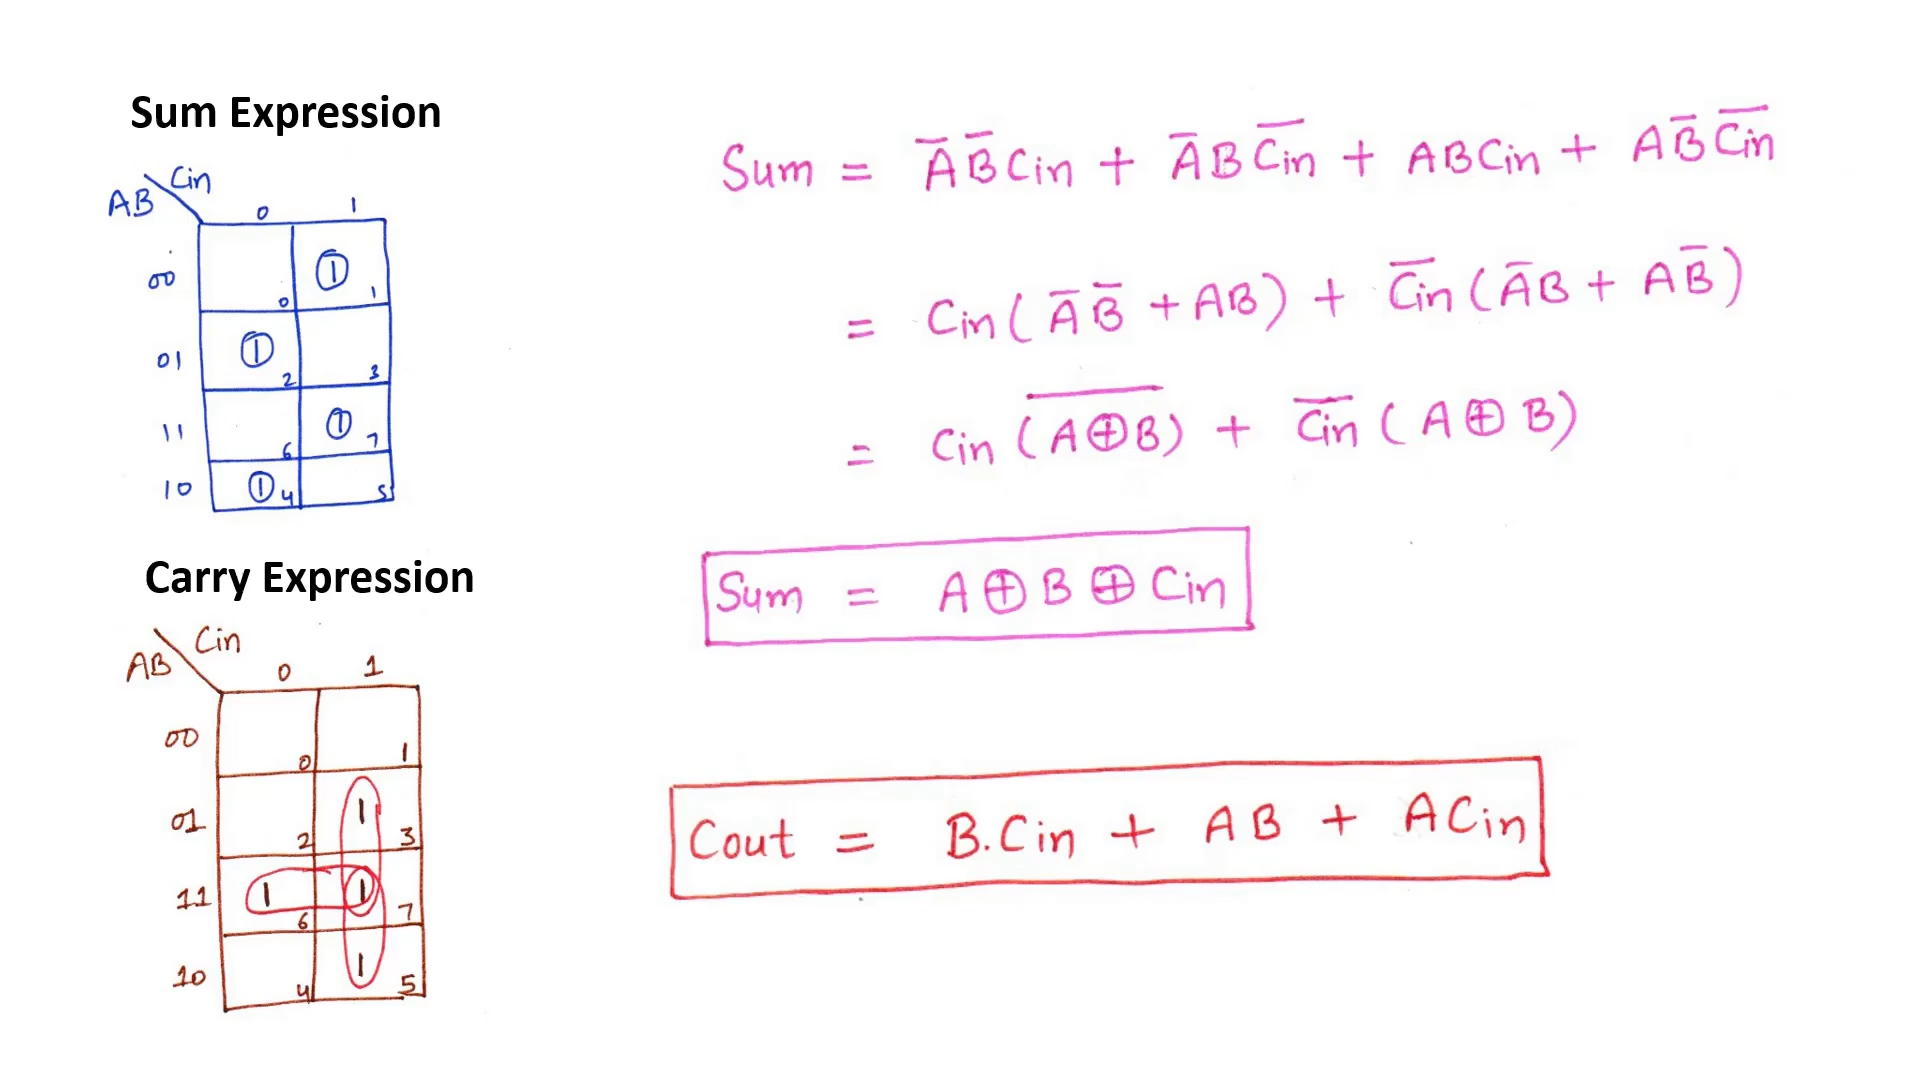 Sum Expression
AB Cin
0 1
00 1 0 1
01 1 2 3
11 1 6 7
10 1 4 5
Sum = A̅ B̅ Cin + A̅ B C̅i̅n̅ + ABCin + A B̅ C̅i̅n̅
= Cin ( A̅ B̅ + AB ) + C̅i̅n̅ ( A̅B + AB̅ )
= Cin ( A̅ ⊕̅ B̅ ) + C̅i̅n̅ ( A ⊕ B )
Sum = A ⊕ B ⊕ Cin
Carry Expression
AB Cin
0 1
00 0 1
01 2 1 3
11 1 6 1 7
10 4 1 5
Cout = B.Cin + AB + ACin